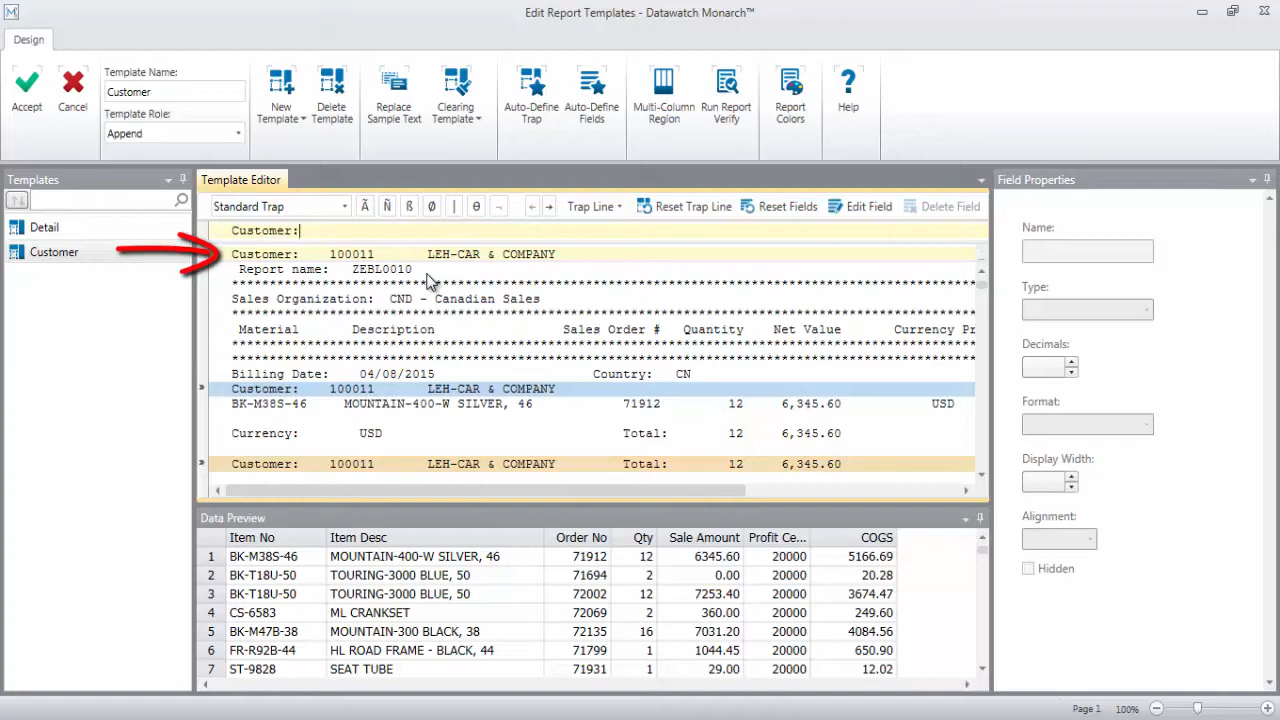 Edit Report Templates - Datawatch Monarch™
Design
Accept
Cancel
Template Name:
Customer
Template Role:
Append
New Template
Delete Template
Replace Sample Text
Clearing Template
Auto-Define Trap
Auto-Define Fields
Multi-Column Region
Run Report Verify
Report Colors
Help
Templates
Detail
Customer
Template Editor
Standard Trap Ã Ñ ß Ø | Ɵ ¬ ← → Trap Line Reset Trap Line Reset Fields Edit Field Delete Field
Customer:
Customer: 100011 LEH-CAR & COMPANY
Report name: ZEBL0010
****************************************************************************************************
Sales Organization: CND - Canadian Sales
****************************************************************************************************
Material Description Sales Order # Quantity Net Value Currency Pr
****************************************************************************************************
****************************************************************************************************
Billing Date: 04/08/2015 Country: CN
» Customer: 100011 LEH-CAR & COMPANY
BK-M38S-46 MOUNTAIN-400-W SILVER, 46 71912 12 6,345.60 USD
Currency: USD Total: 12 6,345.60
» Customer: 100011 LEH-CAR & COMPANY Total: 12 6,345.60
Data Preview
Item No Item Desc Order No Qty Sale Amount Profit Ce... COGS
1 BK-M38S-46 MOUNTAIN-400-W SILVER, 46 71912 12 6345.60 20000 5166.69
2 BK-T18U-50 TOURING-3000 BLUE, 50 71694 2 0.00 20000 20.28
3 BK-T18U-50 TOURING-3000 BLUE, 50 72002 12 7253.40 20000 3674.47
4 CS-6583 ML CRANKSET 72069 2 360.00 20000 249.60
5 BK-M47B-38 MOUNTAIN-300 BLACK, 38 72135 16 7031.20 20000 4084.56
6 FR-R92B-44 HL ROAD FRAME - BLACK, 44 71799 1 1044.45 20000 650.90
7 ST-9828 SEAT TUBE 71931 1 29.00 20000 12.02
Field Properties
Name:
Type:
Decimals:
Format:
Display Width:
Alignment:
Hidden
Page 1 100%